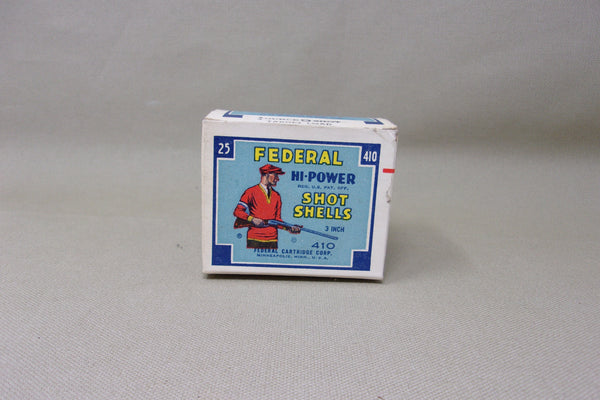 25 410
FEDERAL
HI-POWER
REG. U.S. PAT. OFF.
SHOT
SHELLS
3 INCH
410
FEDERAL CARTRIDGE CORP.
MINNEAPOLIS, MINN., U.S.A.